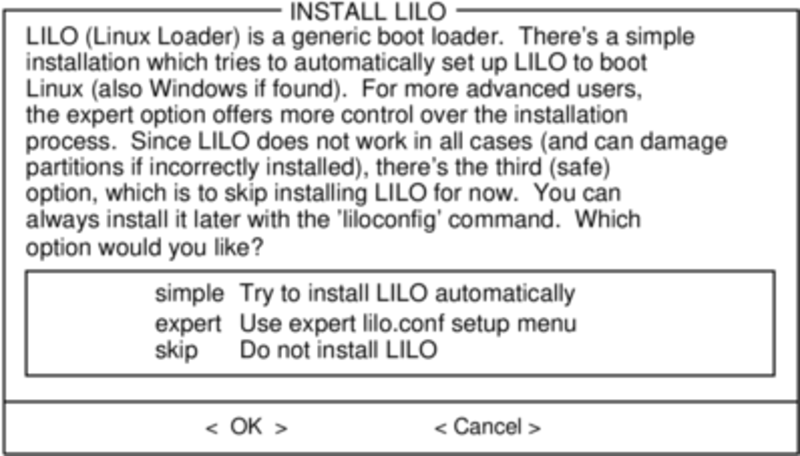 INSTALL LILO
LILO (Linux Loader) is a generic boot loader. There's a simple
installation which tries to automatically set up LILO to boot
Linux (also Windows if found). For more advanced users,
the expert option offers more control over the installation
process. Since LILO does not work in all cases (and can damage
partitions if incorrectly installed), there's the third (safe)
option, which is to skip installing LILO for now. You can
always install it later with the 'liloconfig' command. Which
option would you like?
simple Try to install LILO automatically
expert Use expert lilo.conf setup menu
skip Do not install LILO
< OK > < Cancel >